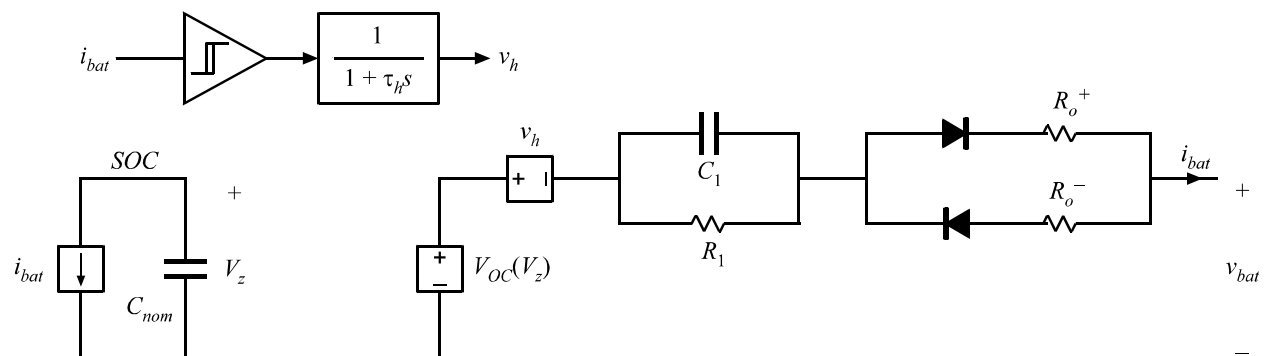 i_bat
1
1 + τ_h s
v_h
v_h
C_1
R_1
R_o^+
R_o^−
i_bat
+
v_bat
−
SOC
+
i_bat
V_z
C_nom
+
−
+
−
V_OC(V_z)